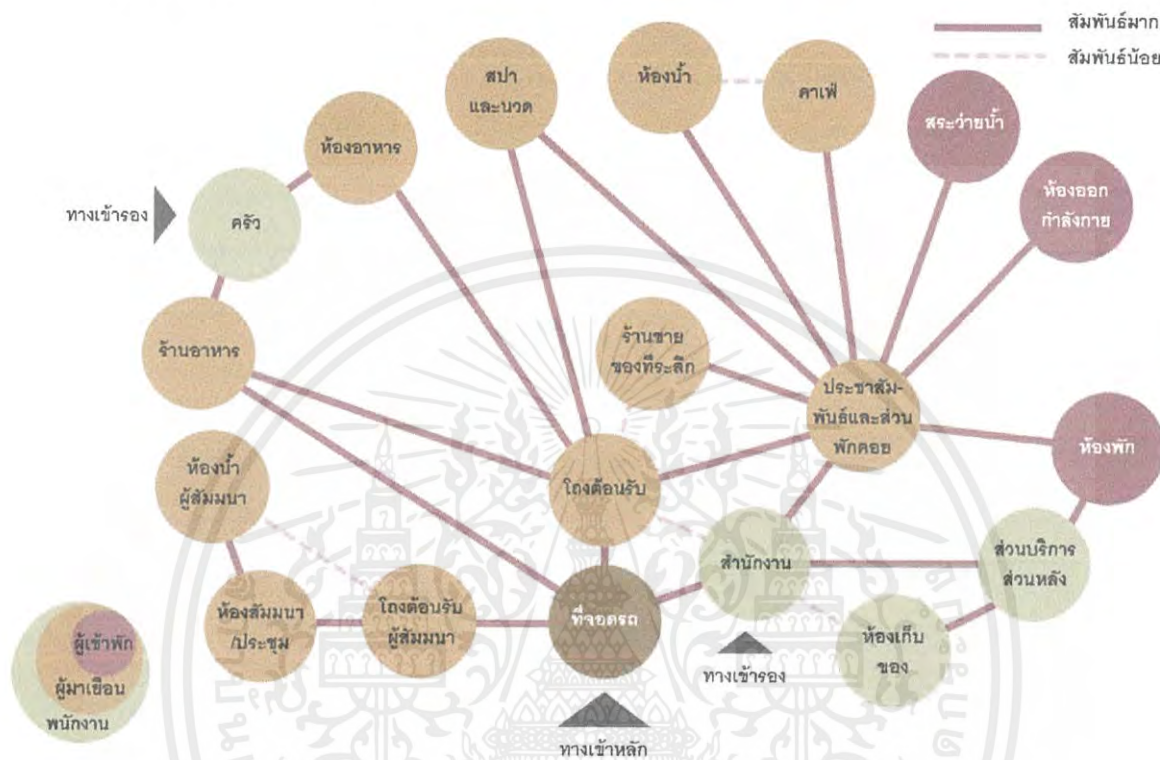 สัมพันธ์มาก
สัมพันธ์น้อย
สปา
และนวด
ห้องน้ำ
คาเฟ่
สระว่ายน้ำ
ห้องอาหาร
ห้องออก
กำลังกาย
ทางเข้ารอง
ครัว
ร้านอาหาร
ร้านขาย
ของที่ระลึก
ประชาสัม-
พันธ์และส่วน
พักคอย
ห้องพัก
ห้องน้ำ
ผู้สัมมนา
โถงต้อนรับ
สำนักงาน
ส่วนบริการ
ส่วนหลัง
ห้องสัมมนา
/ประชุม
โถงต้อนรับ
ผู้สัมมนา
ที่จอดรถ
ห้องเก็บ
ของ
ทางเข้ารอง
ทางเข้าหลัก
ผู้เข้าพัก
ผู้มาเยือน
พนักงาน